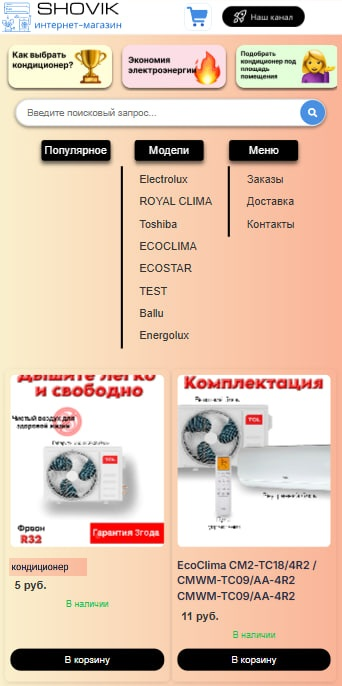 SHOVIK
интернет-магазин
Наш канал
Как выбрать
кондиционер?
Экономия
электроэнергии
Подобрать
кондиционер под
площадь
помещения
Введите поисковый запрос...
Популярное
Модели
Меню
Electrolux
ROYAL CLIMA
Toshiba
ECOCLIMA
ECOSTAR
TEST
Ballu
Energolux
Заказы
Доставка
Контакты
Дышите легко
и свободно
Чистый воздух для
здоровой жизни
TCL
Фреон
R32
Гарантия 3года
кондиционер
5 руб.
В наличии
В корзину
Комплектация
TCL
EcoClima CM2-TC18/4R2 /
CMWM-TC09/AA-4R2
CMWM-TC09/AA-4R2
11 руб.
В наличии
В корзину